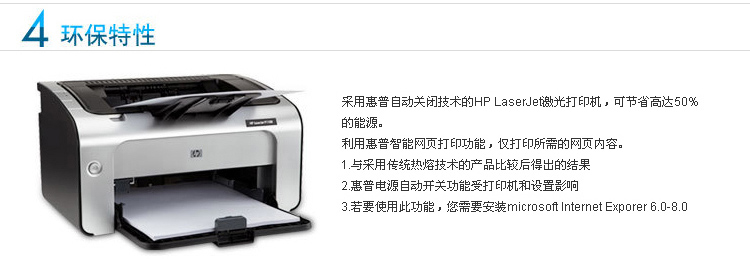 4 环保特性
采用惠普自动关闭技术的HP LaserJet激光打印机，可节省高达50%
的能源。
利用惠普智能网页打印功能，仅打印所需的网页内容。
1.与采用传统热熔技术的产品比较后得出的结果
2.惠普电源自动开关功能受打印机和设置影响
3.若要使用此功能，您需要安装microsoft Internet Exporer 6.0-8.0
hp